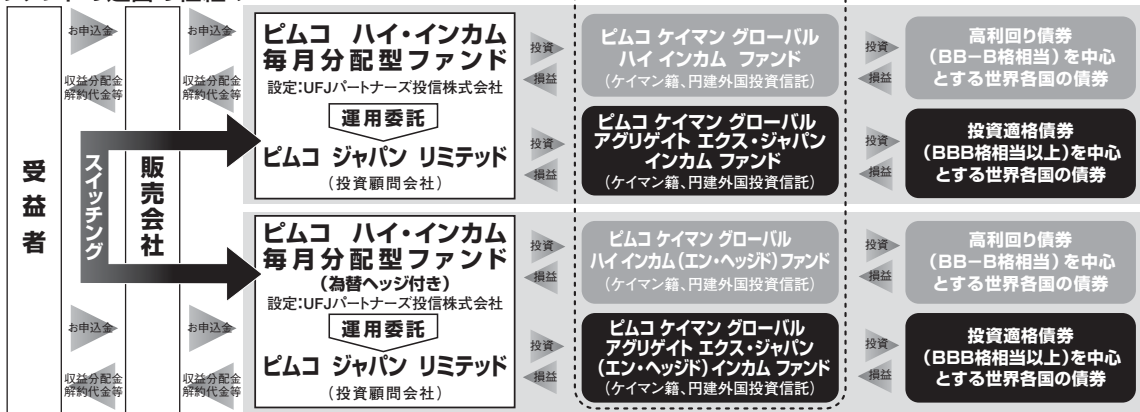 受益者
お申込金
収益分配金
解約代金等
スイッチング
お申込金
収益分配金
解約代金等
販売会社
お申込金
収益分配金
解約代金等
お申込金
収益分配金
解約代金等
ピムコ ハイ・インカム
毎月分配型ファンド
設定:UFJパートナーズ投信株式会社
運用委託
ピムコ ジャパン リミテッド
(投資顧問会社)
投資
損益
ピムコ ケイマン グローバル
ハイ インカム ファンド
(ケイマン籍、円建外国投資信託)
投資
損益
高利回り債券
(BB-B格相当)を中心
とする世界各国の債券
投資
損益
ピムコ ケイマン グローバル
アグリゲイト エクス・ジャパン
インカム ファンド
(ケイマン籍、円建外国投資信託)
投資
損益
投資適格債券
(BBB格相当以上)を中心
とする世界各国の債券
ピムコ ハイ・インカム
毎月分配型ファンド
(為替ヘッジ付き)
設定:UFJパートナーズ投信株式会社
運用委託
ピムコ ジャパン リミテッド
(投資顧問会社)
投資
損益
ピムコ ケイマン グローバル
ハイ インカム(エン・ヘッジド)ファンド
(ケイマン籍、円建外国投資信託)
投資
損益
高利回り債券
(BB-B格相当)を中心
とする世界各国の債券
投資
損益
ピムコ ケイマン グローバル
アグリゲイト エクス・ジャパン
(エン・ヘッジド)インカム ファンド
(ケイマン籍、円建外国投資信託)
投資
損益
投資適格債券
(BBB格相当以上)を中心
とする世界各国の債券